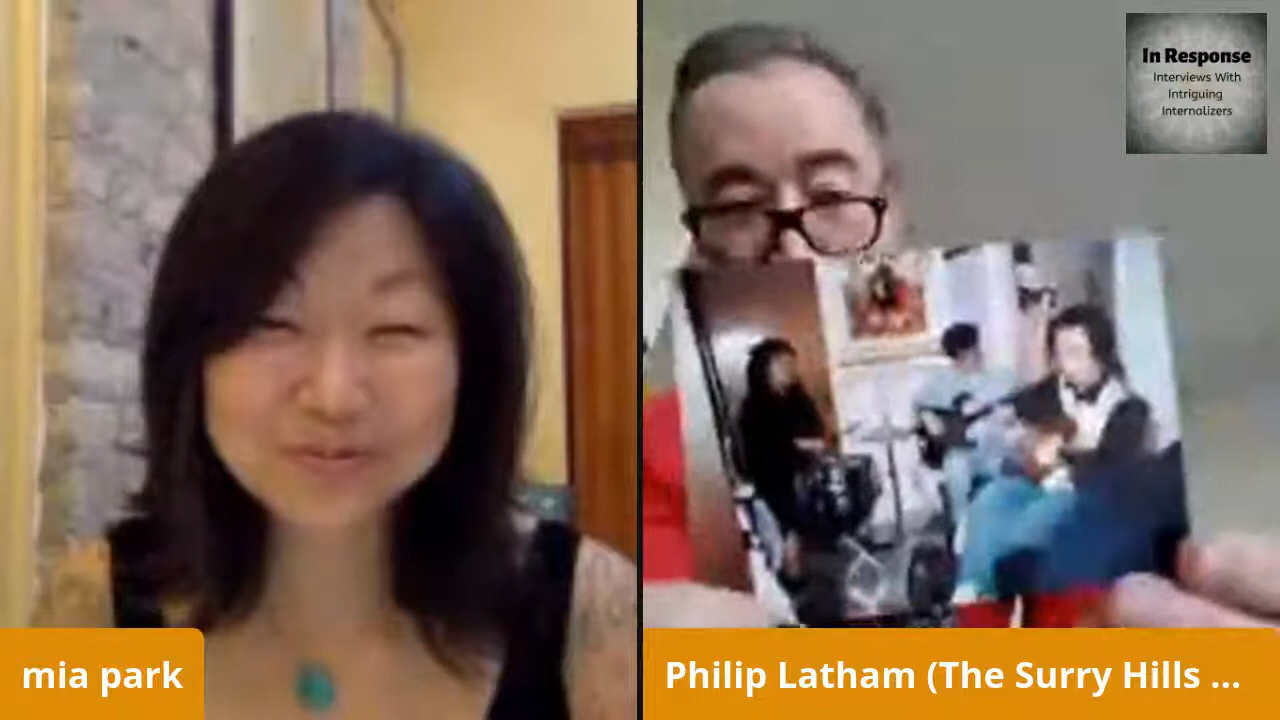 In Response
Interviews With
Intriguing
Internalizers
mia park
Philip Latham (The Surry Hills ...